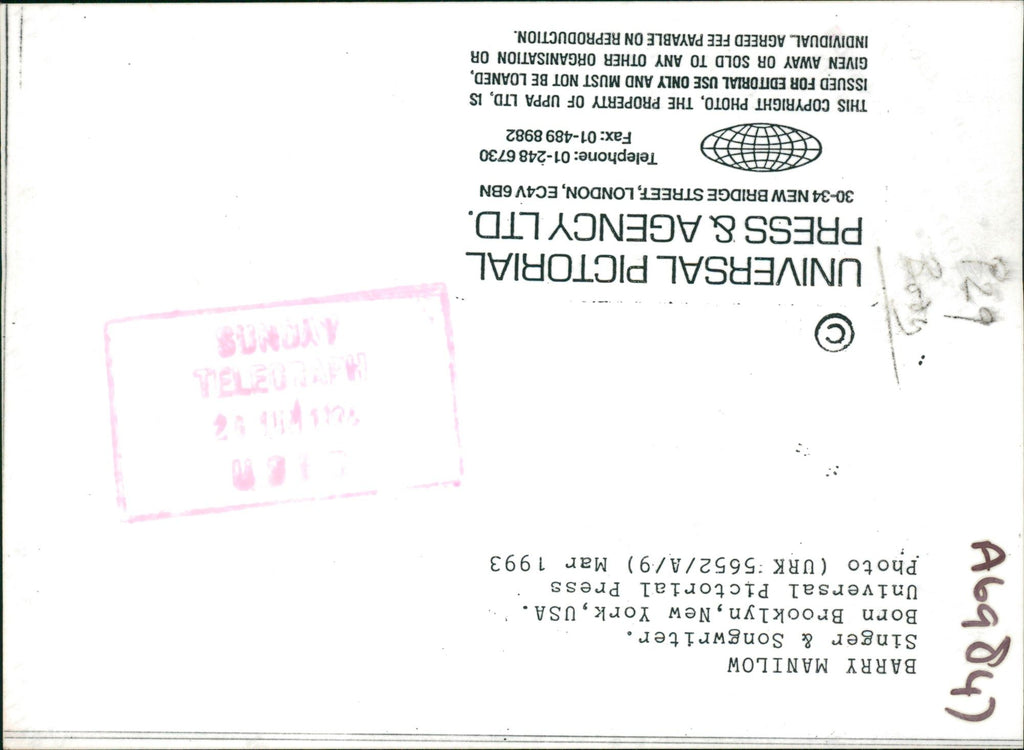 BARRY MANILOW
Singer & Songwriter.
Born Brooklyn,New York,USA.
Universal Pictorial Press
Photo (URK 5652/A/9) Mar 1993
©
UNIVERSAL PICTORIAL
PRESS & AGENCY LTD.
30-34 NEW BRIDGE STREET, LONDON, EC4V 6BN
Telephone: 01-248 6730
Fax: 01-489 8982
THIS COPYRIGHT PHOTO, THE PROPERTY OF UPPA LTD, IS
ISSUED FOR EDITORIAL USE ONLY AND MUST NOT BE LOANED,
GIVEN AWAY OR SOLD TO ANY OTHER ORGANISATION OR
INDIVIDUAL. AGREED FEE PAYABLE ON REPRODUCTION.
SUNDAY
TELEGRAPH
A69847